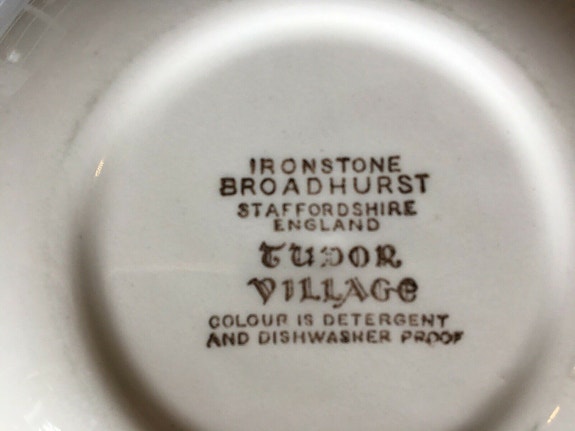 IRONSTONE
BROADHURST
STAFFORDSHIRE
ENGLAND
TUDOR
VILLAGE
COLOUR IS DETERGENT
AND DISHWASHER PROOF